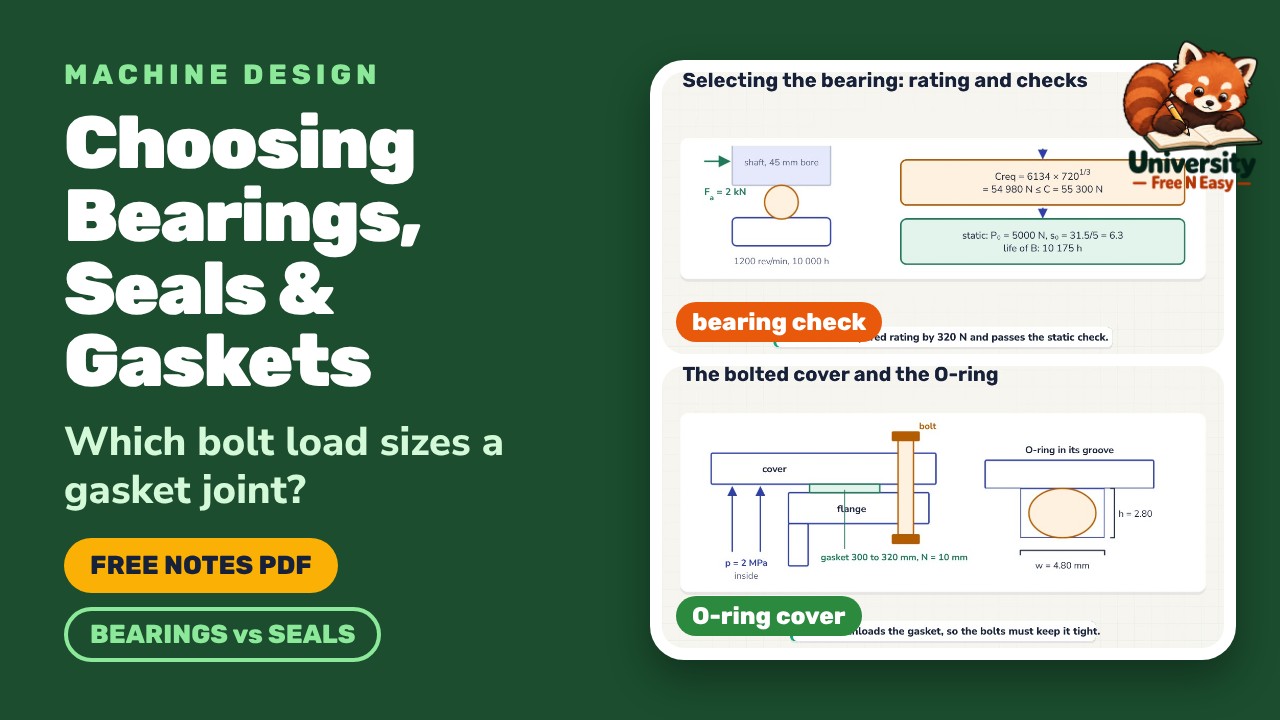 MACHINE DESIGN
Choosing
Bearings,
Seals &
Gaskets
Which bolt load sizes a
gasket joint?
FREE NOTES PDF
BEARINGS vs SEALS
Selecting the bearing: rating and checks
shaft, 45 mm bore
Fa = 2 kN
1200 rev/min, 10 000 h
Creq = 6134 × 720^1/3
= 54 980 N ≤ C = 55 300 N
static: P₀ = 5000 N, s₀ = 31.5/5 = 6.3
life of B: 10 175 h
bearing check
rating by 320 N and passes the static check.
University
— Free N Easy —
The bolted cover and the O-ring
bolt
cover
flange
gasket 300 to 320 mm, N = 10 mm
p = 2 MPa
inside
O-ring in its groove
h = 2.80
w = 4.80 mm
O-ring cover
the gasket, so the bolts must keep it tight.